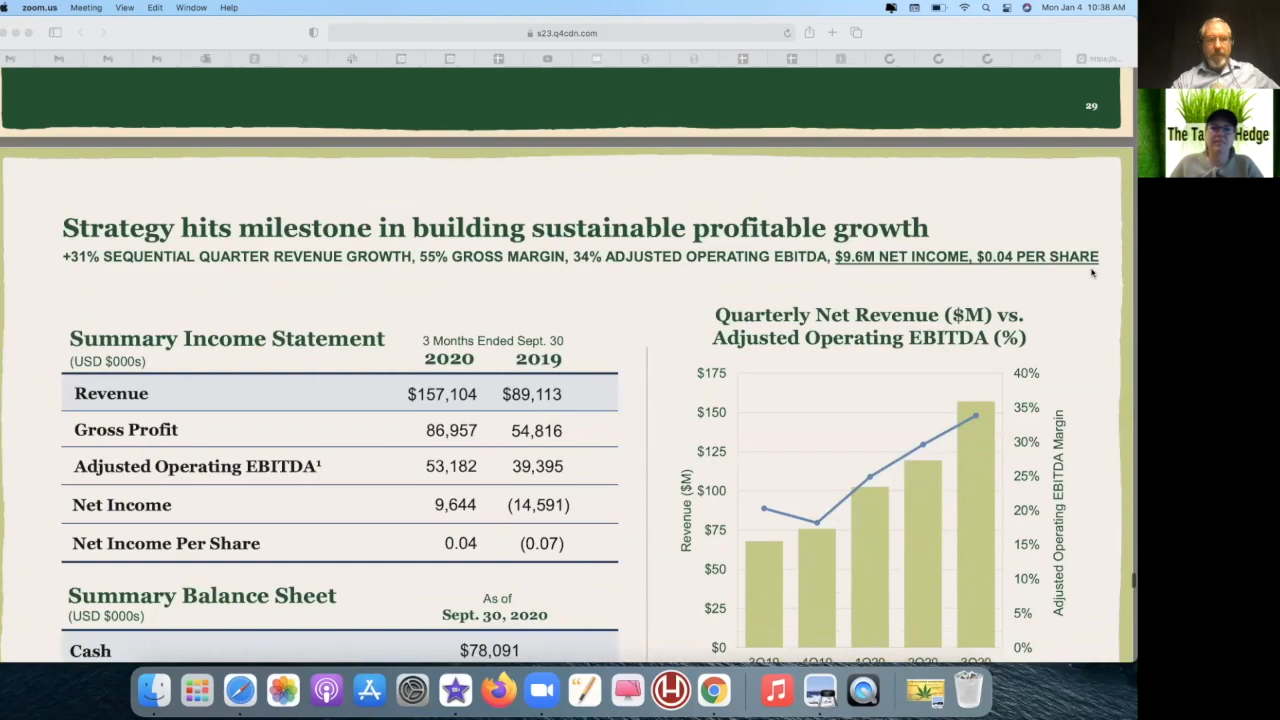 zoom.us Meeting View Edit Window Help Mon Jan 4 10:38 AM
s23.q4cdn.com
https://s...
29
The Ta Hedge
Strategy hits milestone in building sustainable profitable growth
+31% SEQUENTIAL QUARTER REVENUE GROWTH, 55% GROSS MARGIN, 34% ADJUSTED OPERATING EBITDA, $9.6M NET INCOME, $0.04 PER SHARE
Summary Income Statement
(USD $000s)
3 Months Ended Sept. 30
2020 2019
Revenue $157,104 $89,113
Gross Profit 86,957 54,816
Adjusted Operating EBITDA¹ 53,182 39,395
Net Income 9,644 (14,591)
Net Income Per Share 0.04 (0.07)
Summary Balance Sheet
(USD $000s)
As of
Sept. 30, 2020
Cash $78,091
Quarterly Net Revenue ($M) vs.
Adjusted Operating EBITDA (%)
$175 40%
35%
$150
30%
$125
25%
$100
20%
$75
15%
$50
10%
$25
5%
$0 0%
Revenue ($M)
Adjusted Operating EBITDA Margin
3Q19 4Q19 1Q20 2Q20 3Q20